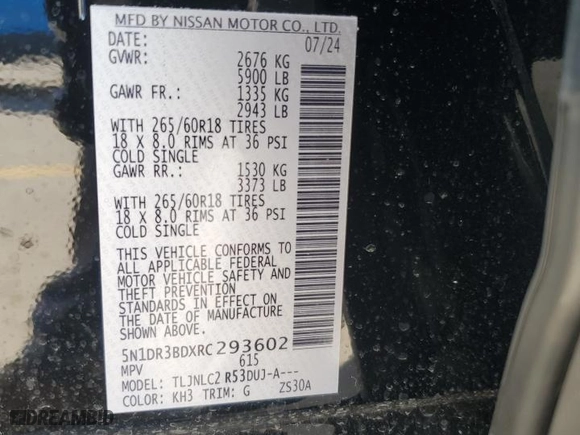 MFD BY NISSAN MOTOR CO., LTD.
DATE: 07/24
GVWR: 2676 KG
5900 LB
GAWR FR.: 1335 KG
2943 LB
WITH 265/60R18 TIRES
18 X 8.0 RIMS AT 36 PSI
COLD SINGLE
GAWR RR.: 1530 KG
3373 LB
WITH 265/60R18 TIRES
18 X 8.0 RIMS AT 36 PSI
COLD SINGLE
THIS VEHICLE CONFORMS TO
ALL APPLICABLE FEDERAL
MOTOR VEHICLE SAFETY AND
THEFT PREVENTION
STANDARDS IN EFFECT ON
THE DATE OF MANUFACTURE
SHOWN ABOVE.
5N1DR3BDXRC293602
MPV 615
MODEL: TLJNLC2 R53DUJ-A---
COLOR: KH3 TRIM: G ZS30A
DREAMBID